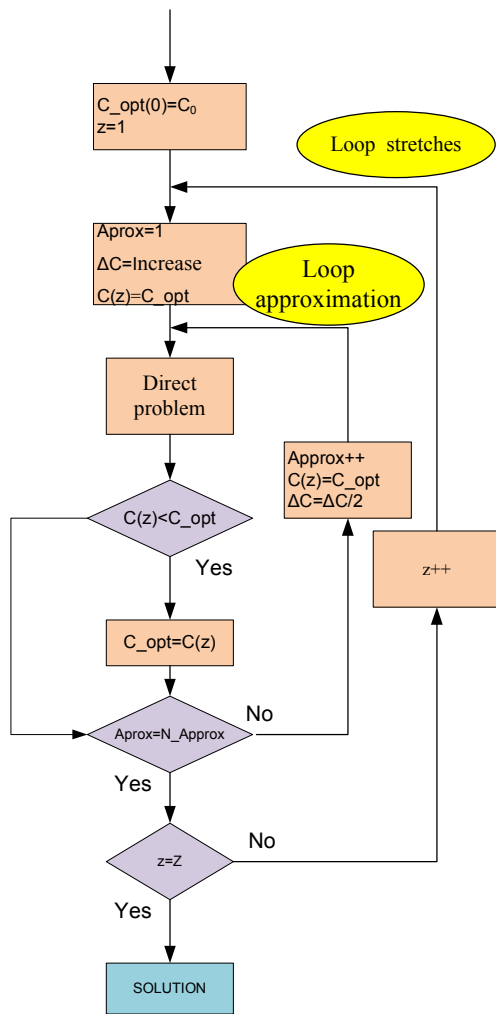 C_opt(0)=C₀
z=1
Loop stretches
Aprox=1
ΔC=Increase
C(z)=C_opt
Loop
approximation
Direct
problem
Approx++
C(z)=C_opt
ΔC=ΔC/2
C(z)<C_opt
Yes
z++
C_opt=C(z)
No
Aprox=N_Approx
Yes
No
z=Z
Yes
SOLUTION